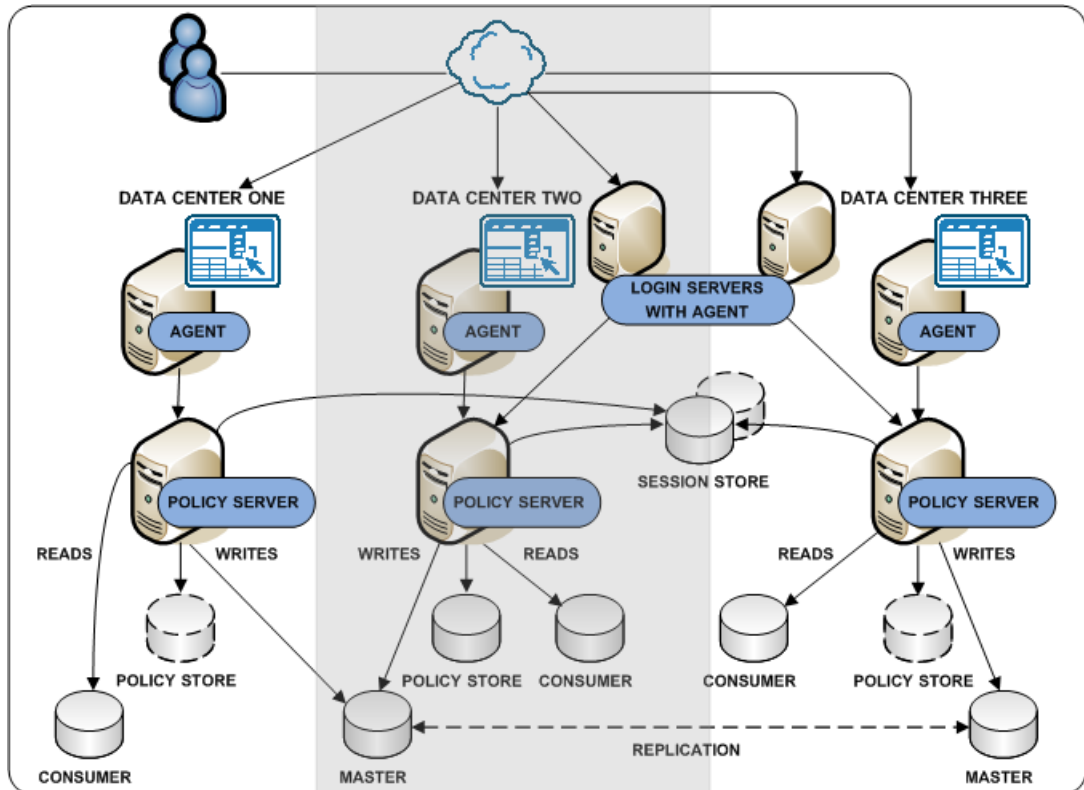 DATA CENTER ONE
DATA CENTER TWO
DATA CENTER THREE
LOGIN SERVERS
WITH AGENT
AGENT
AGENT
AGENT
SESSION STORE
POLICY SERVER
POLICY SERVER
POLICY SERVER
READS
WRITES
WRITES
READS
READS
WRITES
POLICY STORE
POLICY STORE
CONSUMER
CONSUMER
POLICY STORE
REPLICATION
CONSUMER
MASTER
MASTER